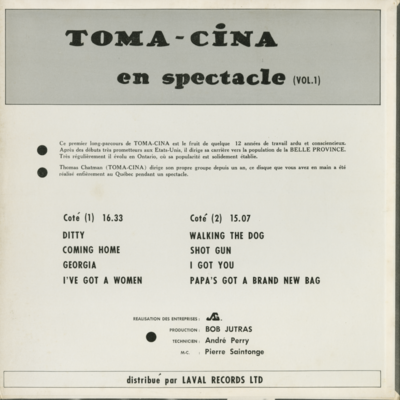 TOMA-CINA
en spectacle (VOL.1)
Ce premier long-parcours de TOMA-CINA est le fruit de quelque 12 années de travail ardu et consciencieux.
Après des débuts très prometteurs aux Etats-Unis, il dirige sa carrière vers la population de la BELLE PROVINCE.
Très régulièrement il évolu en Ontario, où sa popularité est solidement établie.
Thomas Chatman (TOMA-CINA) dirige son propre groupe depuis un an, ce disque que vous avez en main a été
réalisé entièrement au Québec pendant un spectacle.
Coté (1) 16.33
DITTY
COMING HOME
GEORGIA
I'VE GOT A WOMEN
Coté (2) 15.07
WALKING THE DOG
SHOT GUN
I GOT YOU
PAPA'S GOT A BRAND NEW BAG
REALISATION DES ENTREPRISES :
PRODUCTION : BOB JUTRAS
TECHNICIEN : André Perry
M.C. Pierre Saintonge
distribué par LAVAL RECORDS LTD